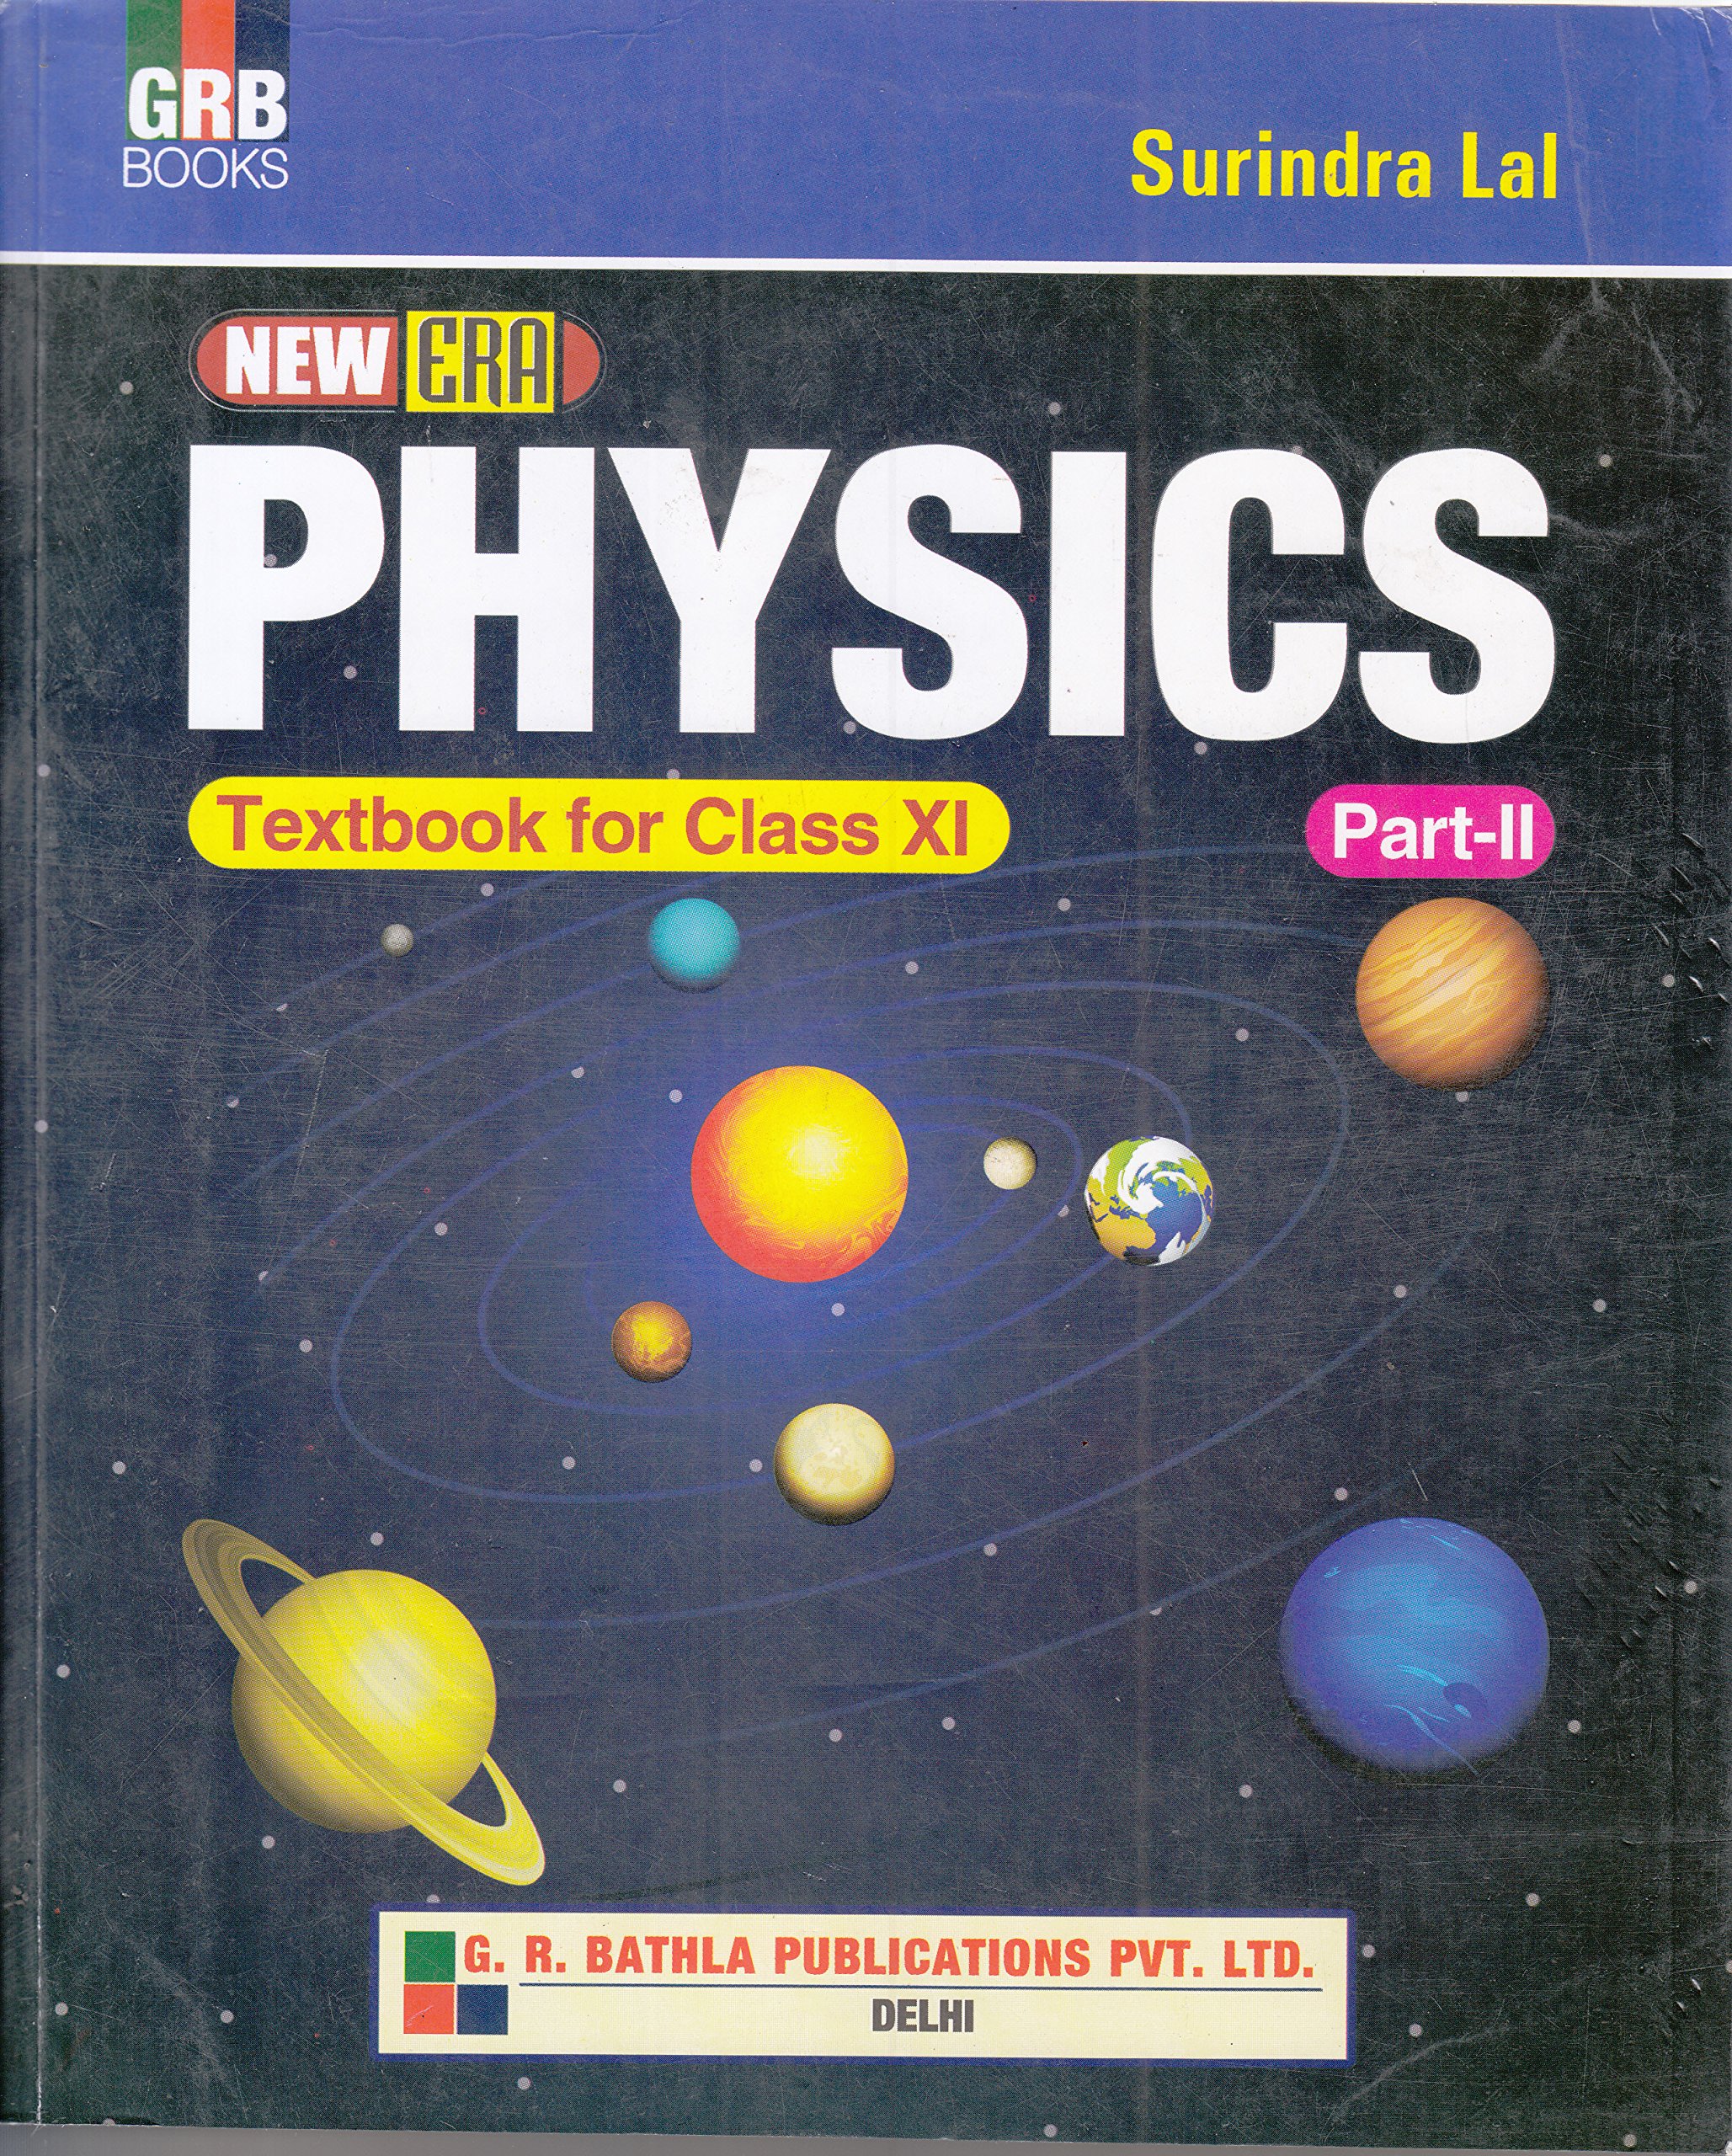 GRB
BOOKS
Surindra Lal
NEW ERA
PHYSICS
Textbook for Class XI
Part-II
G. R. BATHLA PUBLICATIONS PVT. LTD.
DELHI